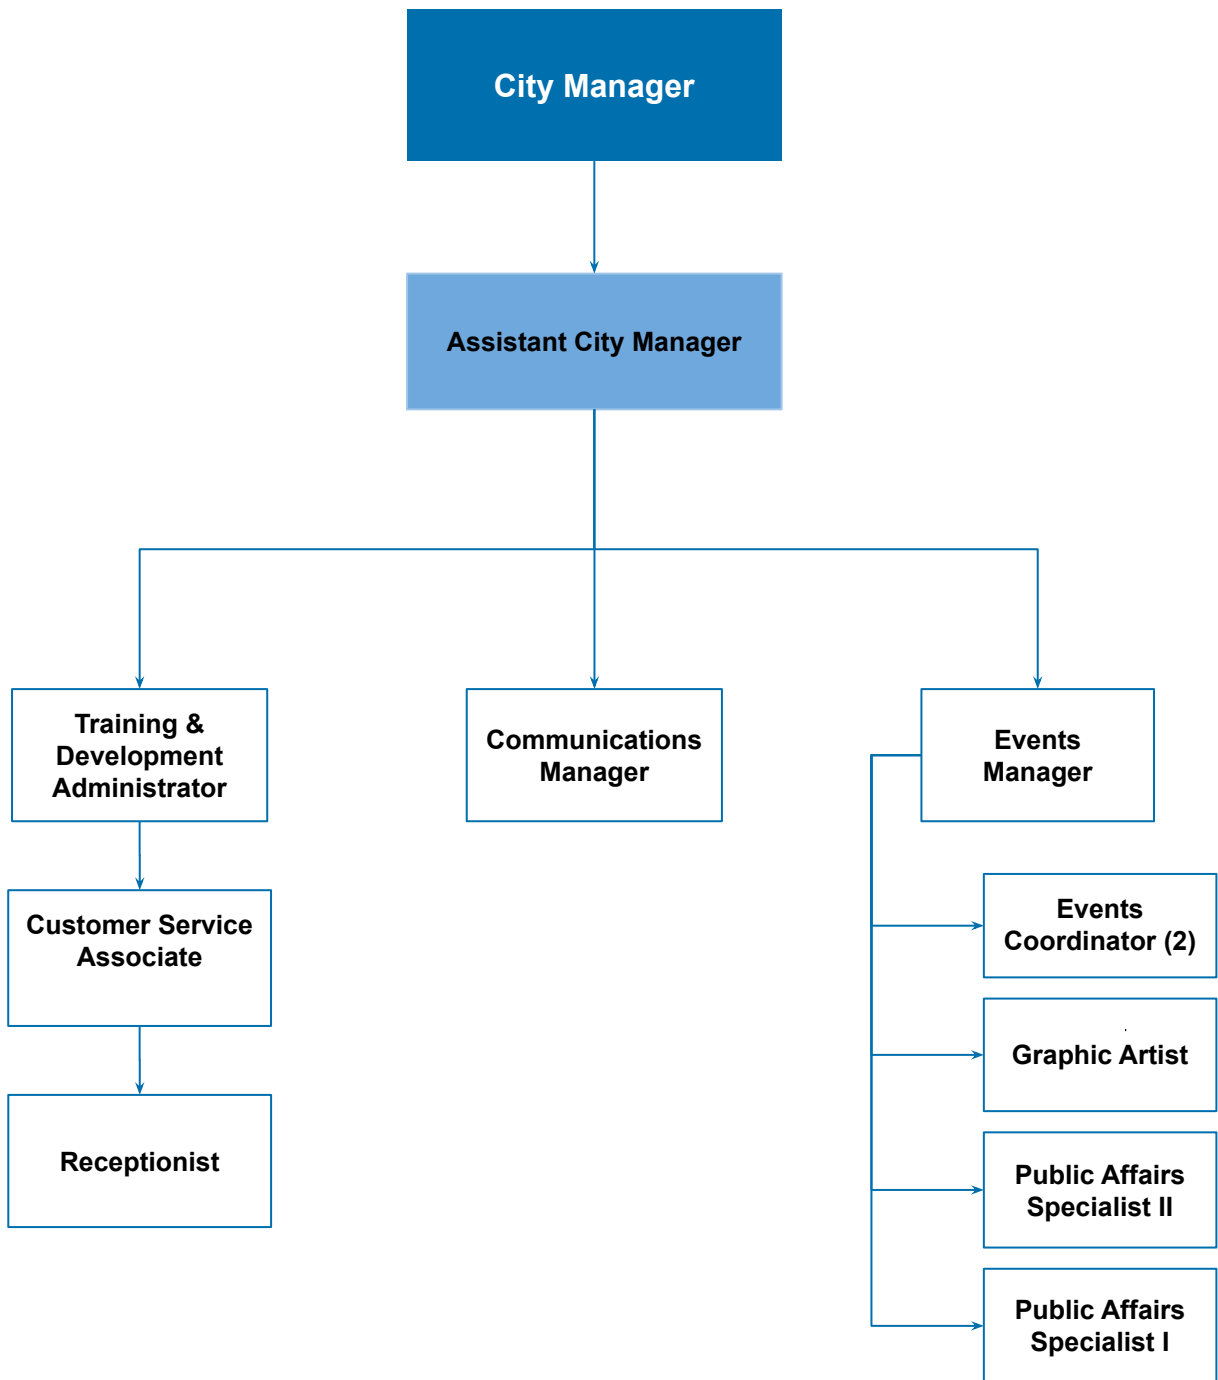 City Manager
Assistant City Manager
Training &
Development
Administrator
Communications
Manager
Events
Manager
Customer Service
Associate
Receptionist
Events
Coordinator (2)
Graphic Artist
Public Affairs
Specialist II
Public Affairs
Specialist I